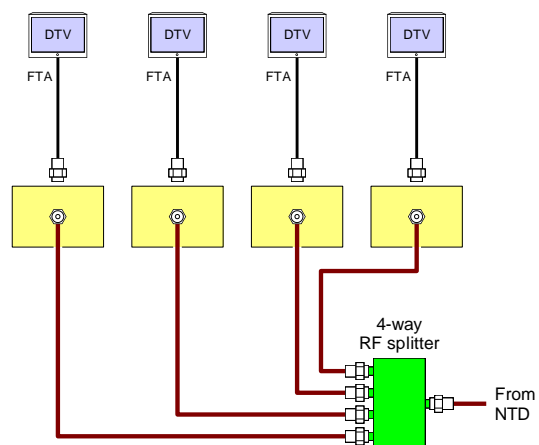 DTV
DTV
DTV
DTV
FTA
FTA
FTA
FTA
4-way
RF splitter
From
NTD